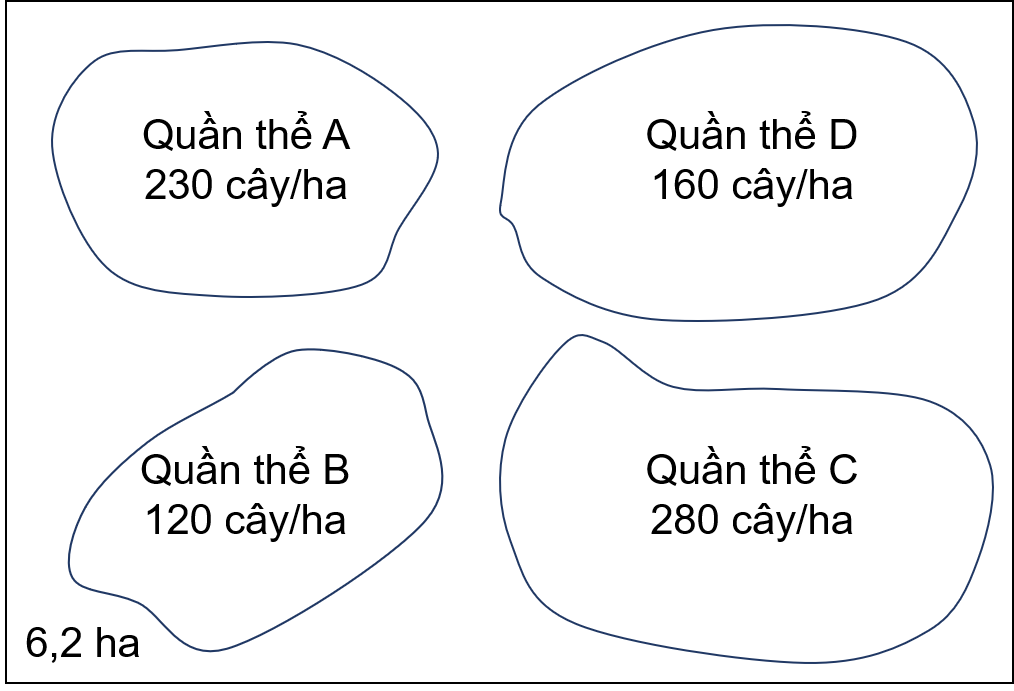 Quần thể A
230 cây/ha
Quần thể D
160 cây/ha
Quần thể B
120 cây/ha
Quần thể C
280 cây/ha
6,2 ha